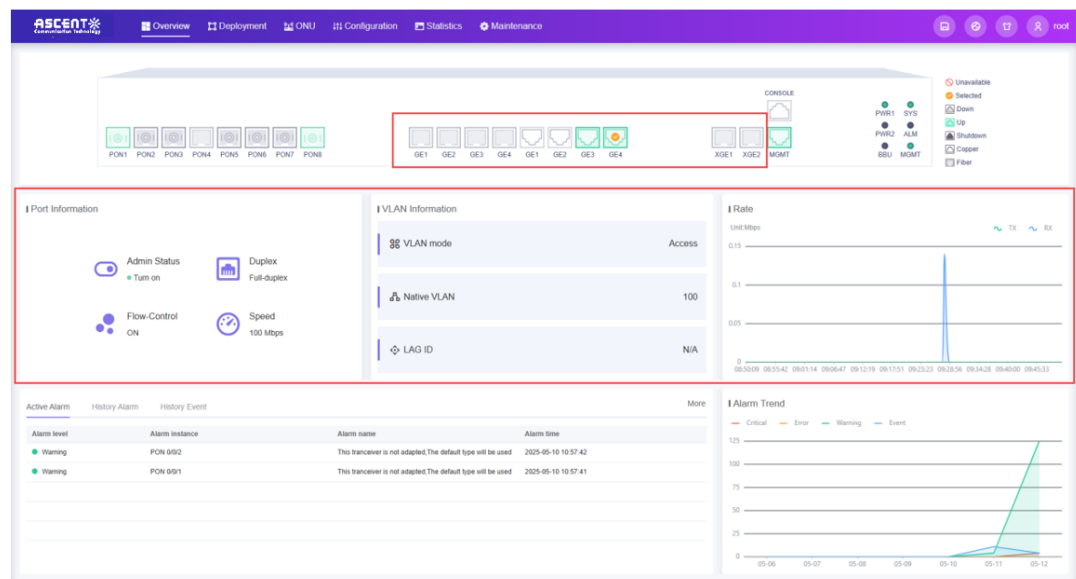 ASCENT
Communication Technology
Overview Deployment ONU Configuration Statistics Maintenance root
CONSOLE
Unavailable
Selected
Down
Up
Shutdown
Copper
Fiber
PWR1 SYS
PWR2 ALM
BBU MGMT
PON1 PON2 PON3 PON4 PON5 PON6 PON7 PON8 GE1 GE2 GE3 GE4 GE1 GE2 GE3 GE4 XGE1 XGE2 MGMT
Port Information
Admin Status
Turn on
Duplex
Full-duplex
Flow-Control
ON
Speed
100 Mbps
VLAN Information
VLAN mode Access
Native VLAN 100
LAG ID N/A
Rate
Unit:Mbps TX RX
0.15
0.1
0.05
0
08:50:09 08:55:42 09:01:14 09:06:47 09:12:19 09:17:51 09:23:23 09:28:56 09:34:28 09:40:00 09:45:33
Active Alarm History Alarm History Event More
Alarm level Alarm instance Alarm name Alarm time
Warning PON 0/0/2 This tranceiver is not adapted,The default type will be used 2025-05-10 10:57:42
Warning PON 0/0/1 This tranceiver is not adapted,The default type will be used 2025-05-10 10:57:41
Alarm Trend
Critical Error Warning Event
125
100
75
50
25
0
05-06 05-07 05-08 05-09 05-10 05-11 05-12